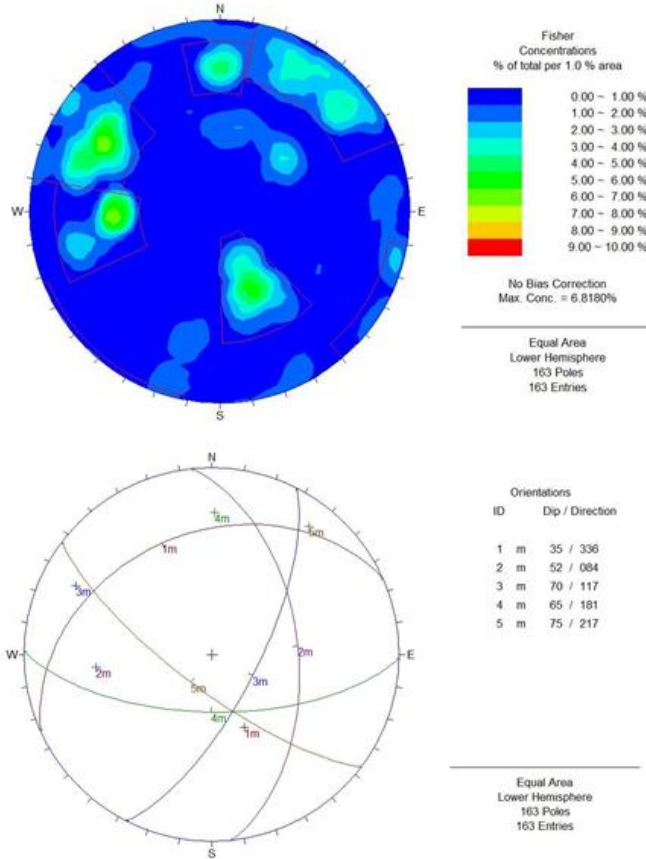 N
W
E
S
Fisher
Concentrations
% of total per 1.0 % area
0.00 ~ 1.00 %
1.00 ~ 2.00 %
2.00 ~ 3.00 %
3.00 ~ 4.00 %
4.00 ~ 5.00 %
5.00 ~ 6.00 %
6.00 ~ 7.00 %
7.00 ~ 8.00 %
8.00 ~ 9.00 %
9.00 ~ 10.00 %
No Bias Correction
Max. Conc. = 6.8180%
Equal Area
Lower Hemisphere
163 Poles
163 Entries
N
4m
5m
1m
3m
W
2m
2m
E
3m
5m
4m
1m
S
Orientations
ID Dip / Direction
1 m 35 / 336
2 m 52 / 084
3 m 70 / 117
4 m 65 / 181
5 m 75 / 217
Equal Area
Lower Hemisphere
163 Poles
163 Entries